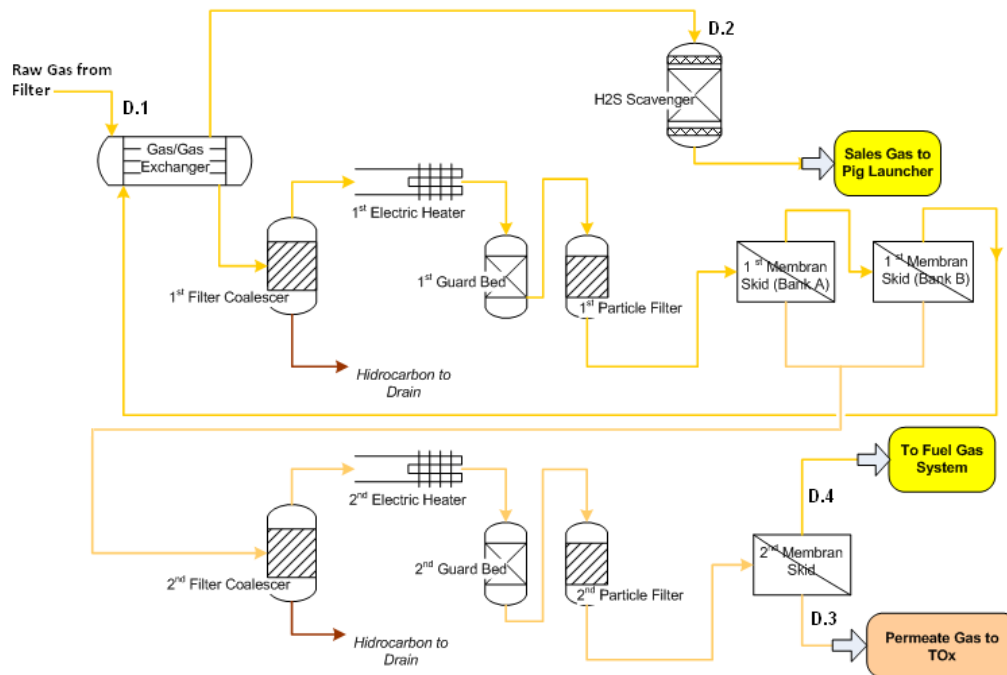 D.2
Raw Gas from
Filter
D.1
H2S Scavenger
Gas/Gas
Exchanger
Sales Gas to
Pig Launcher
1st Electric Heater
1st Guard Bed
1st Membran
Skid (Bank A)
1st Membran
Skid (Bank B)
1st Filter Coalescer
1st Particle Filter
Hidrocarbon to
Drain
To Fuel Gas
System
2nd Electric Heater
D.4
2nd Guard Bed
2nd Membran
Skid
2nd Filter Coalescer
2nd Particle Filter
D.3
Hidrocarbon to
Drain
Permeate Gas to
TOx